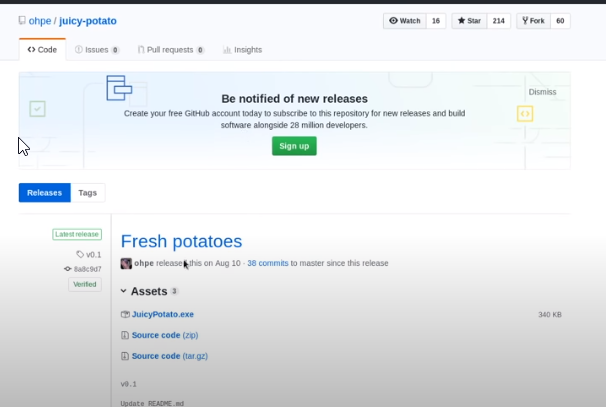 ohpe / juicy-potato
Watch 16 Star 214 Fork 60
Code Issues 0 Pull requests 0 Insights
Be notified of new releases
Dismiss
Create your free GitHub account today to subscribe to this repository for new releases and build
software alongside 28 million developers.
Sign up
Releases Tags
Latest release
v0.1
8a8c9d7
Verified
Fresh potatoes
ohpe released this on Aug 10 · 38 commits to master since this release
Assets 3
JuicyPotato.exe 340 KB
Source code (zip)
Source code (tar.gz)
v0.1
Update README.md